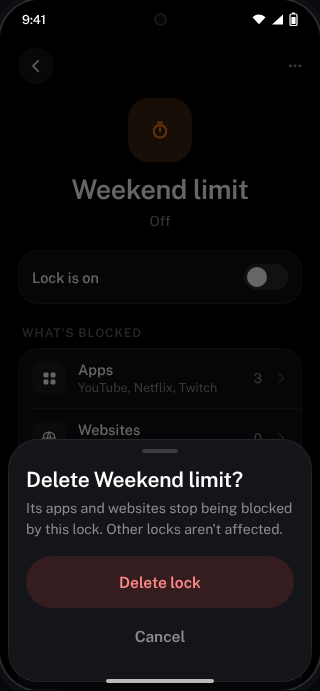 9:41
Weekend limit
Off
Lock is on
WHAT'S BLOCKED
Apps
3
YouTube, Netflix, Twitch
Websites
0
Delete Weekend limit?
Its apps and websites stop being blocked
by this lock. Other locks aren't affected.
Delete lock
Cancel